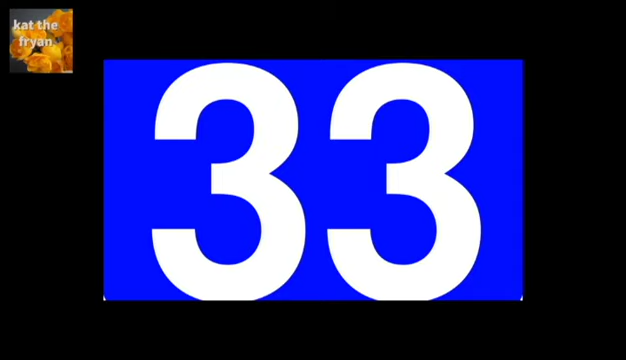 kat the
fryan
33